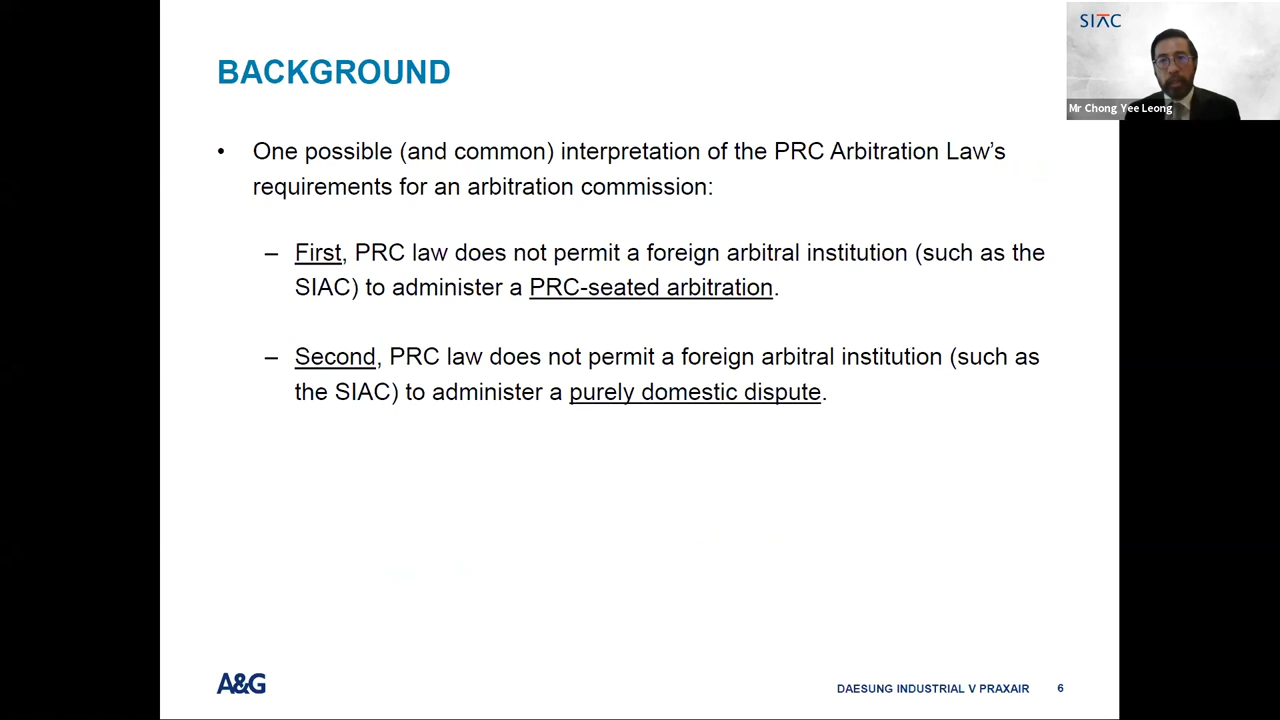 SIAC
Mr Chong Yee Leong
BACKGROUND
• One possible (and common) interpretation of the PRC Arbitration Law’s
requirements for an arbitration commission:
– First, PRC law does not permit a foreign arbitral institution (such as the
SIAC) to administer a PRC-seated arbitration.
– Second, PRC law does not permit a foreign arbitral institution (such as
the SIAC) to administer a purely domestic dispute.
A&G
DAESUNG INDUSTRIAL V PRAXAIR 6